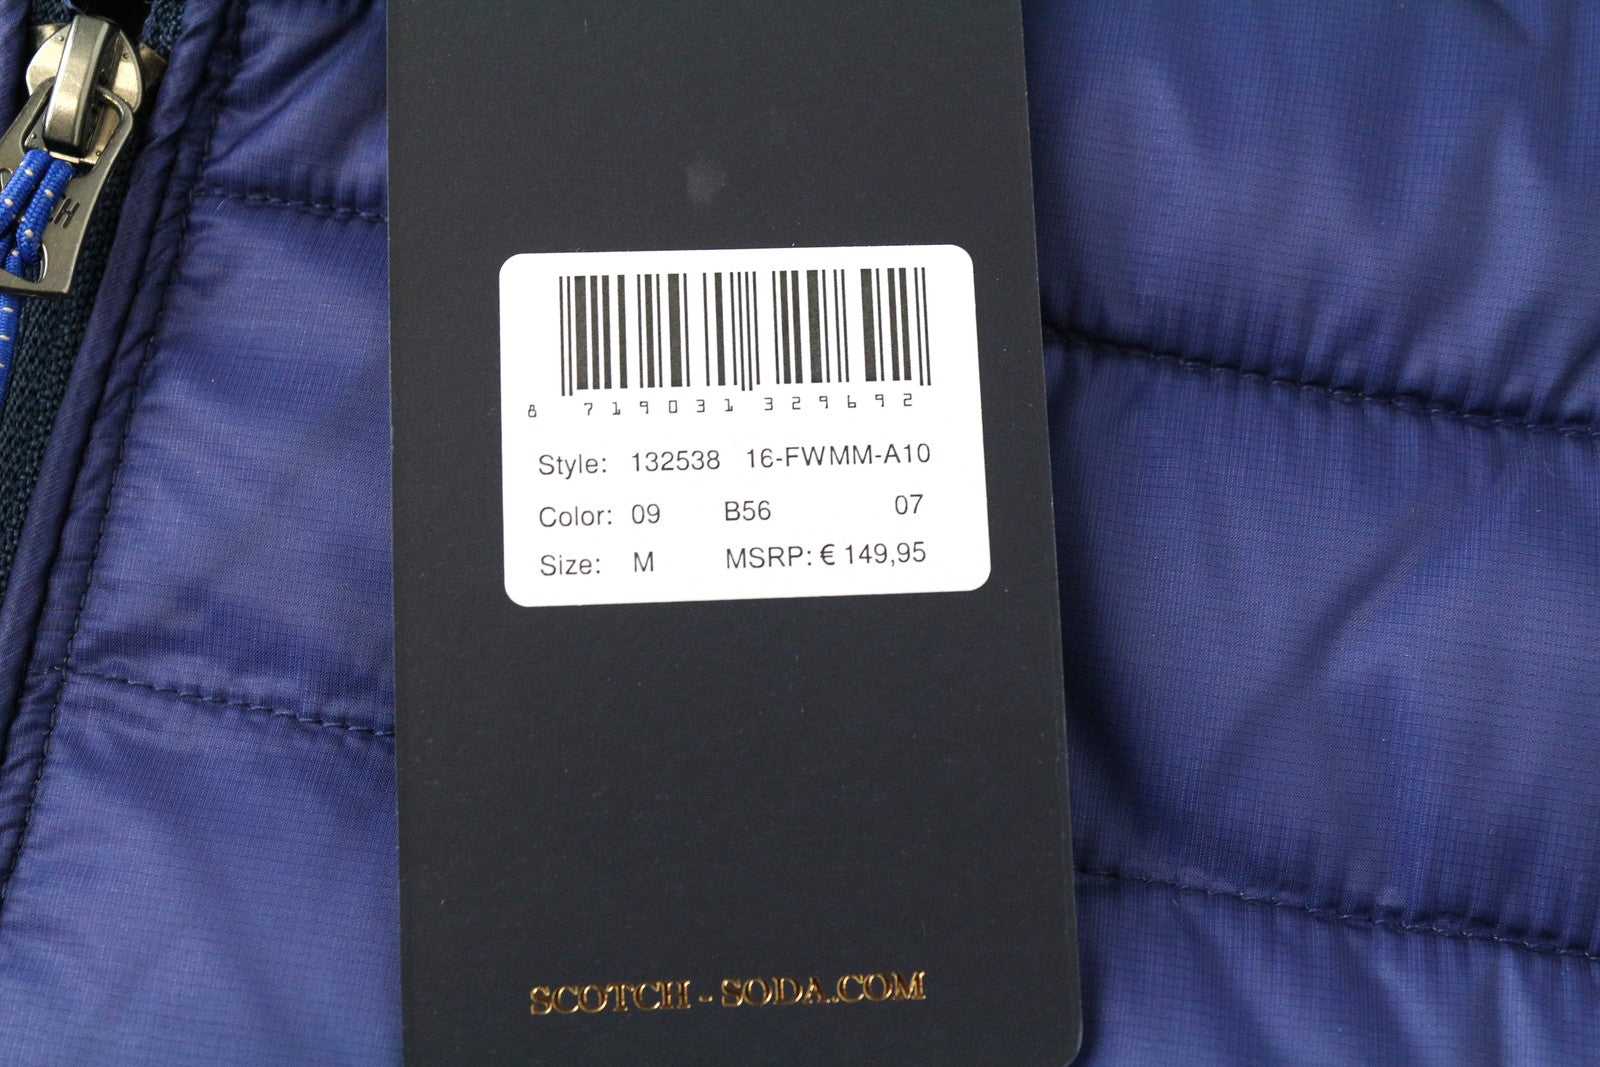 8 719031 329692
Style: 132538 16-FWMM-A10
Color: 09 B56 07
Size: M MSRP: € 149,95
SCOTCH - SODA.COM